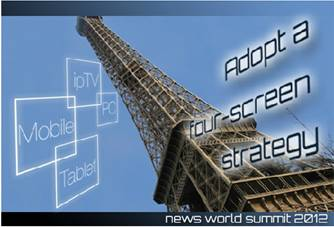 Adopt a
four-screen
strategy
ipTV
PC
Mobile
Tablet
news world summit 2012